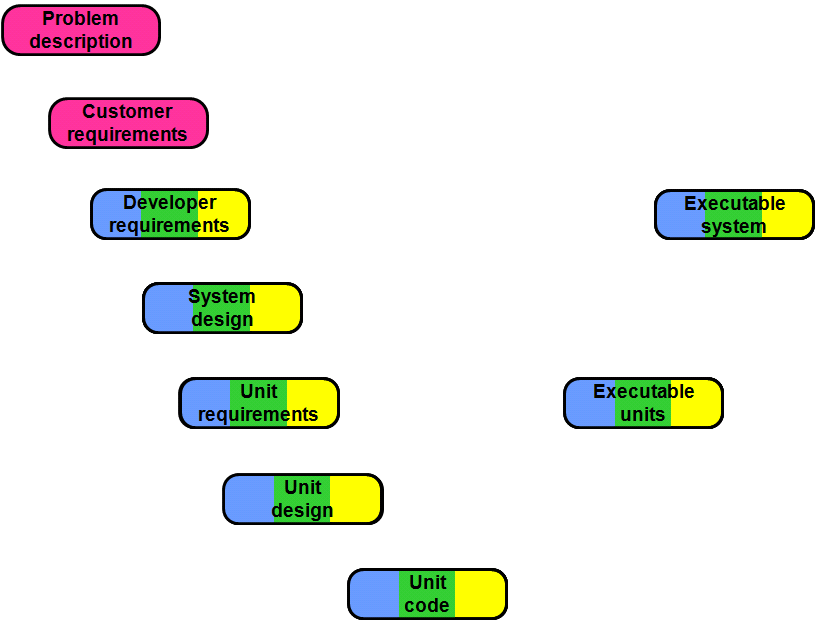 Problem
description
Customer
requirements
Developer
requirements
Executable
system
System
design
Unit
requirements
Executable
units
Unit
design
Unit
code